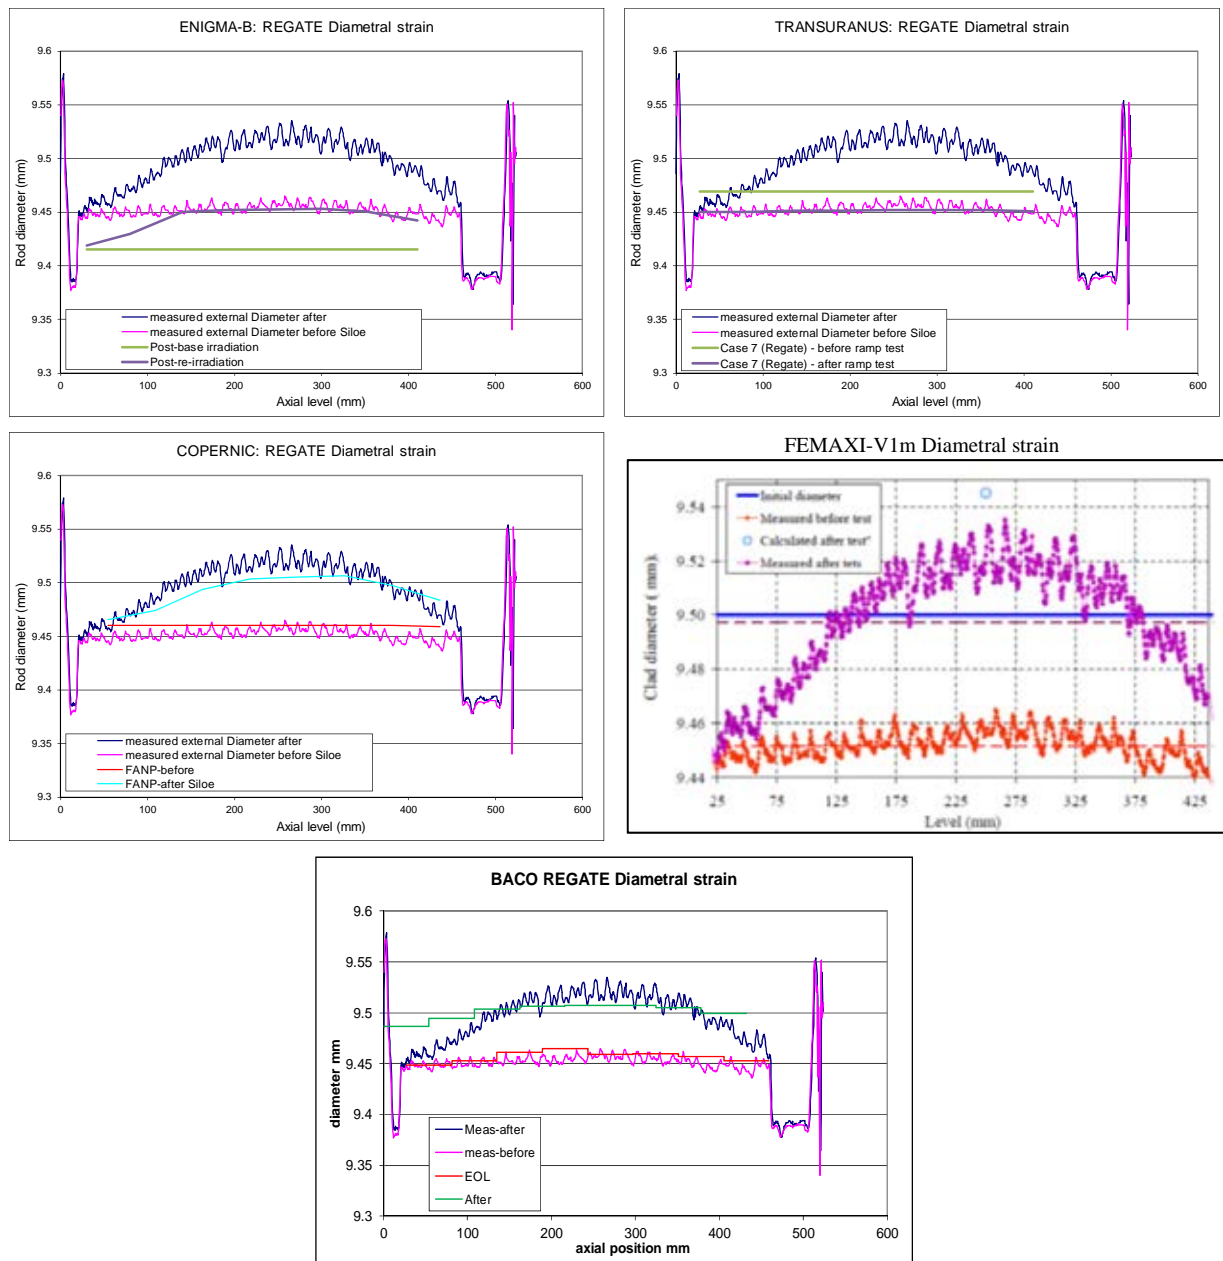 ENIGMA-B: REGATE Diametral strain
9.6
9.55
9.5
9.45
9.4
9.35
9.3
Rod diameter (mm)
measured external Diameter after
measured external Diameter before Siloe
Post-base irradiation
Post-re-irradiation
0 100 200 300 400 500 600
Axial level (mm)
TRANSURANUS: REGATE Diametral strain
9.6
9.55
9.5
9.45
9.4
9.35
9.3
Rod diameter (mm)
measured external Diameter after
measured external Diameter before Siloe
Case 7 (Regate) - before ramp test
Case 7 (Regate) - after ramp test
0 100 200 300 400 500 600
Axial level (mm)
COPERNIC: REGATE Diametral strain
9.6
9.55
9.5
9.45
9.4
9.35
9.3
Rod diameter (mm)
measured external Diameter after
measured external Diameter before Siloe
FANP-before
FANP-after Siloe
0 100 200 300 400 500 600
Axial level (mm)
FEMAXI-V1m Diametral strain
9.54
9.52
9.50
9.48
9.46
9.44
Clad diameter ( mm)
Initial diameter
Measured before test
Calculated after test"
Measured after tets
25 75 125 175 225 275 325 375 425
Level (mm)
BACO REGATE Diametral strain
9.6
9.55
9.5
9.45
9.4
9.35
9.3
diameter mm
Meas-after
meas-before
EOL
After
0 100 200 300 400 500 600
axial position mm